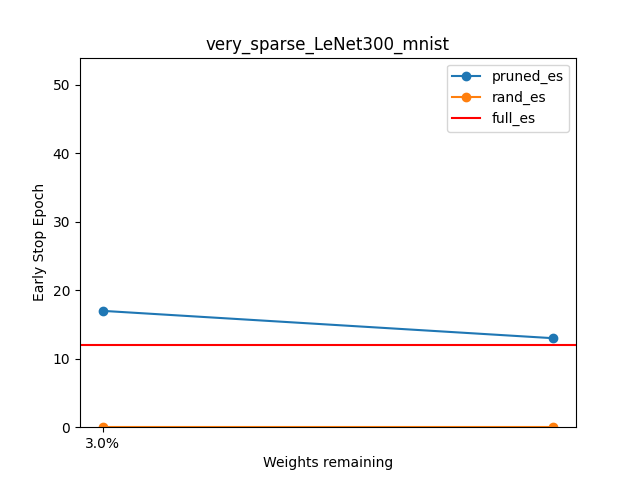 very_sparse_LeNet300_mnist
pruned_es
rand_es
full_es
Early Stop Epoch
50
40
30
20
10
0
3.0%
Weights remaining